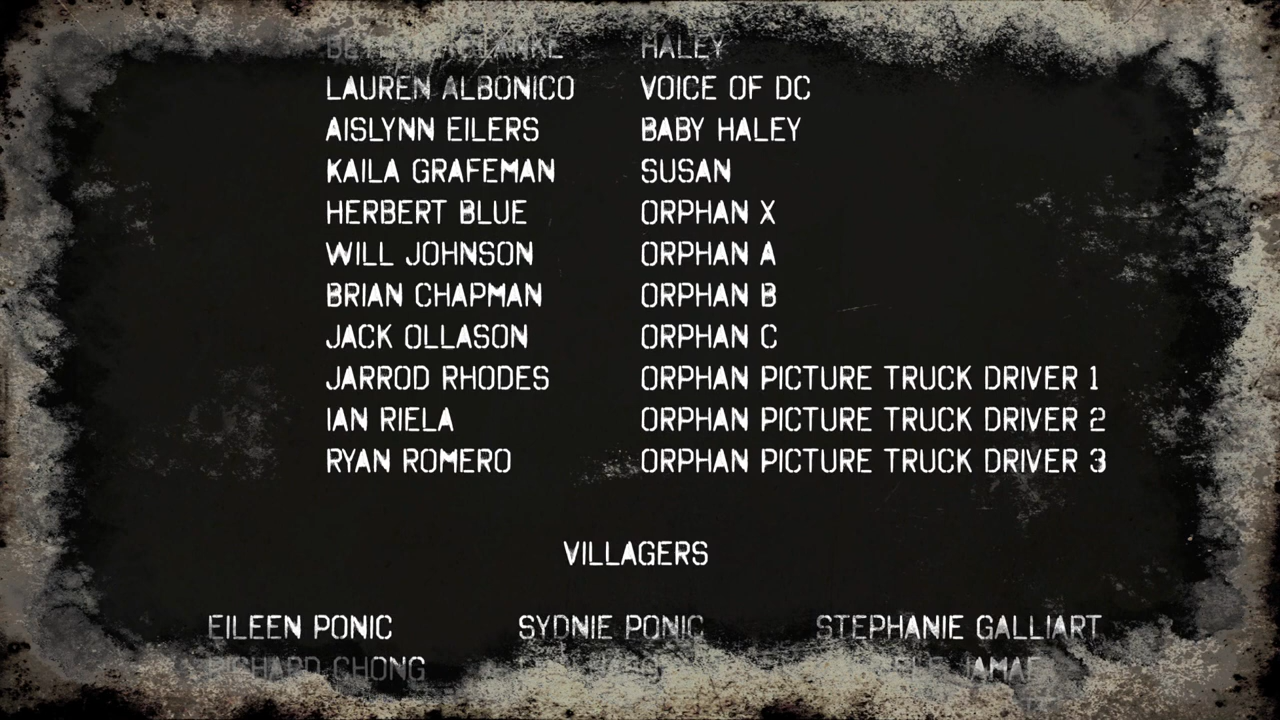 HALEY
LAUREN ALBONICO VOICE OF DC
AISLYNN EILERS BABY HALEY
KAILA GRAFEMAN SUSAN
HERBERT BLUE ORPHAN X
WILL JOHNSON ORPHAN A
BRIAN CHAPMAN ORPHAN B
JACK OLLASON ORPHAN C
JARROD RHODES ORPHAN PICTURE TRUCK DRIVER 1
IAN RIELA ORPHAN PICTURE TRUCK DRIVER 2
RYAN ROMERO ORPHAN PICTURE TRUCK DRIVER 3
VILLAGERS
EILEEN PONIC SYDNIE PONIC STEPHANIE GALLIART
RICHARD CHONG